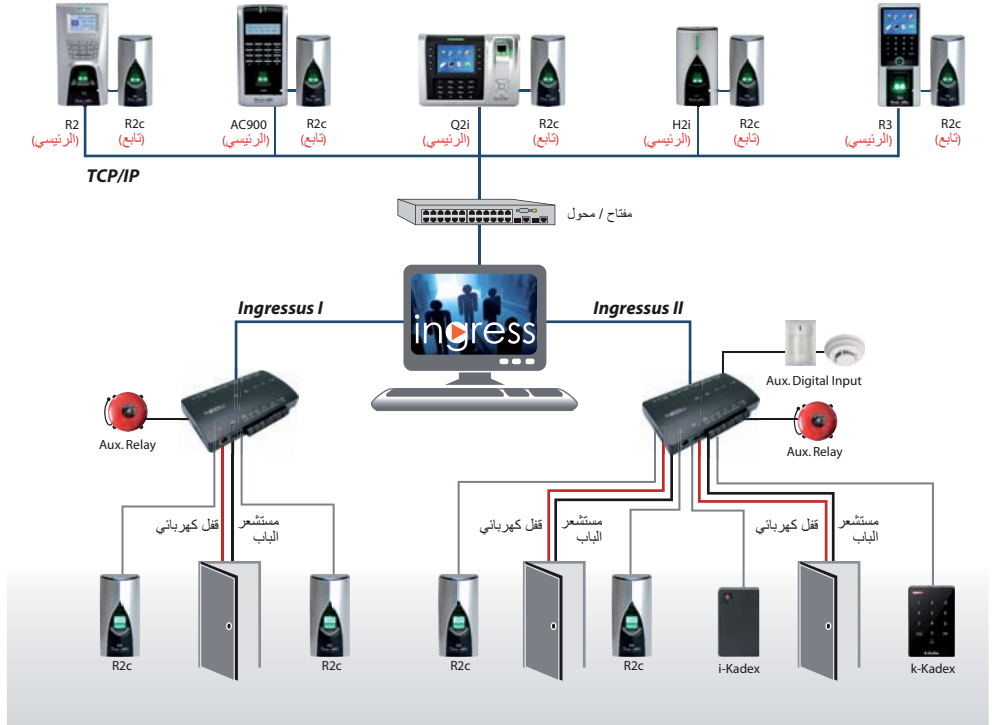 R2
(الرئيسي)
R2c
(تابع)
AC900
(الرئيسي)
R2c
(تابع)
Q2i
(الرئيسي)
R2c
(تابع)
H2i
(الرئيسي)
R2c
(تابع)
R3
(الرئيسي)
R2c
(تابع)
TCP/IP
مفتاح / محول
Ingressus I
ingress
Ingressus II
Aux. Digital Input
Aux. Relay
Aux. Relay
قفل كهربائي
مستشعر
الباب
قفل كهربائي
مستشعر
الباب
قفل كهربائي
مستشعر
الباب
R2c
R2c
R2c
R2c
i-Kadex
k-Kadex